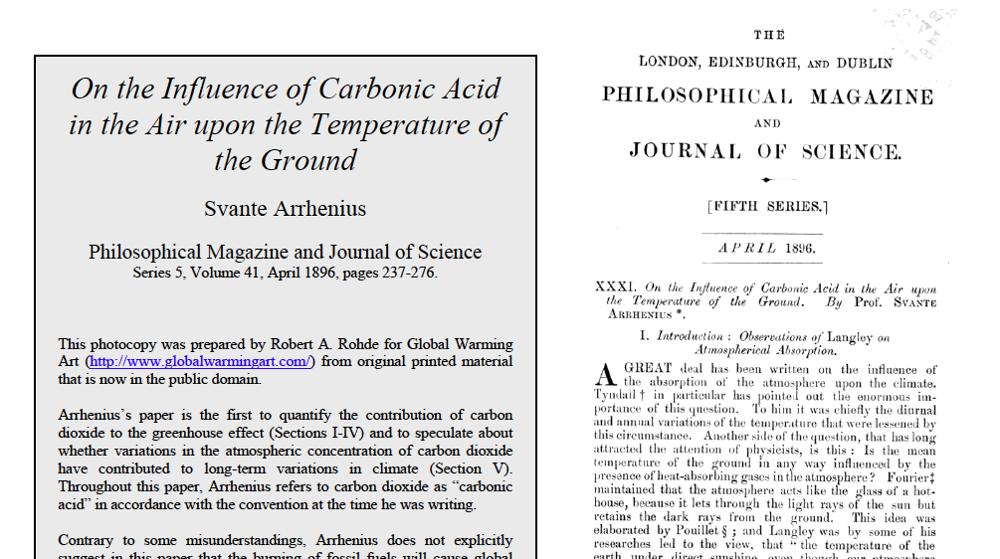 On the Influence of Carbonic Acid
in the Air upon the Temperature of
the Ground
Svante Arrhenius
Philosophical Magazine and Journal of Science
Series 5, Volume 41, April 1896, pages 237-276.
This photocopy was prepared by Robert A. Rohde for Global Warming
Art (http://www.globalwarmingart.com/) from original printed material
that is now in the public domain.
Arrhenius's paper is the first to quantify the contribution of carbon
dioxide to the greenhouse effect (Sections I-IV) and to speculate about
whether variations in the atmospheric concentration of carbon dioxide
have contributed to long-term variations in climate (Section V).
Throughout this paper, Arrhenius refers to carbon dioxide as “carbonic
acid” in accordance with the convention at the time he was writing.
Contrary to some misunderstandings, Arrhenius does not explicitly
suggest in this paper that the burning of fossil fuels will cause global
THE
LONDON, EDINBURGH, AND DUBLIN
PHILOSOPHICAL MAGAZINE
AND
JOURNAL OF SCIENCE.
[FIFTH SERIES.]
APRIL 1896.
XXXI. On the Influence of Carbonic Acid in the Air upon
the Temperature of the Ground. By Prof. SVANTE
ARRHENIUS *.
I. Introduction : Observations of Langley on
Atmospherical Absorption.
A GREAT deal has been written on the influence of
the absorption of the atmosphere upon the climate.
Tyndall † in particular has pointed out the enormous im-
portance of this question. To him it was chiefly the diurnal
and annual variations of the temperature that were lessened by
this circumstance. Another side of the question, that has long
attracted the attention of physicists, is this : Is the mean
temperature of the ground in any way influenced by the
presence of heat-absorbing gases in the atmosphere? Fourier‡
maintained that the atmosphere acts like the glass of a hot-
house, because it lets through the light rays of the sun but
retains the dark rays from the ground. This idea was
elaborated by Pouillet § ; and Langley was by some of his
researches led to the view, that “ the temperature of the
earth under direct sunshine, even though our atmosphere